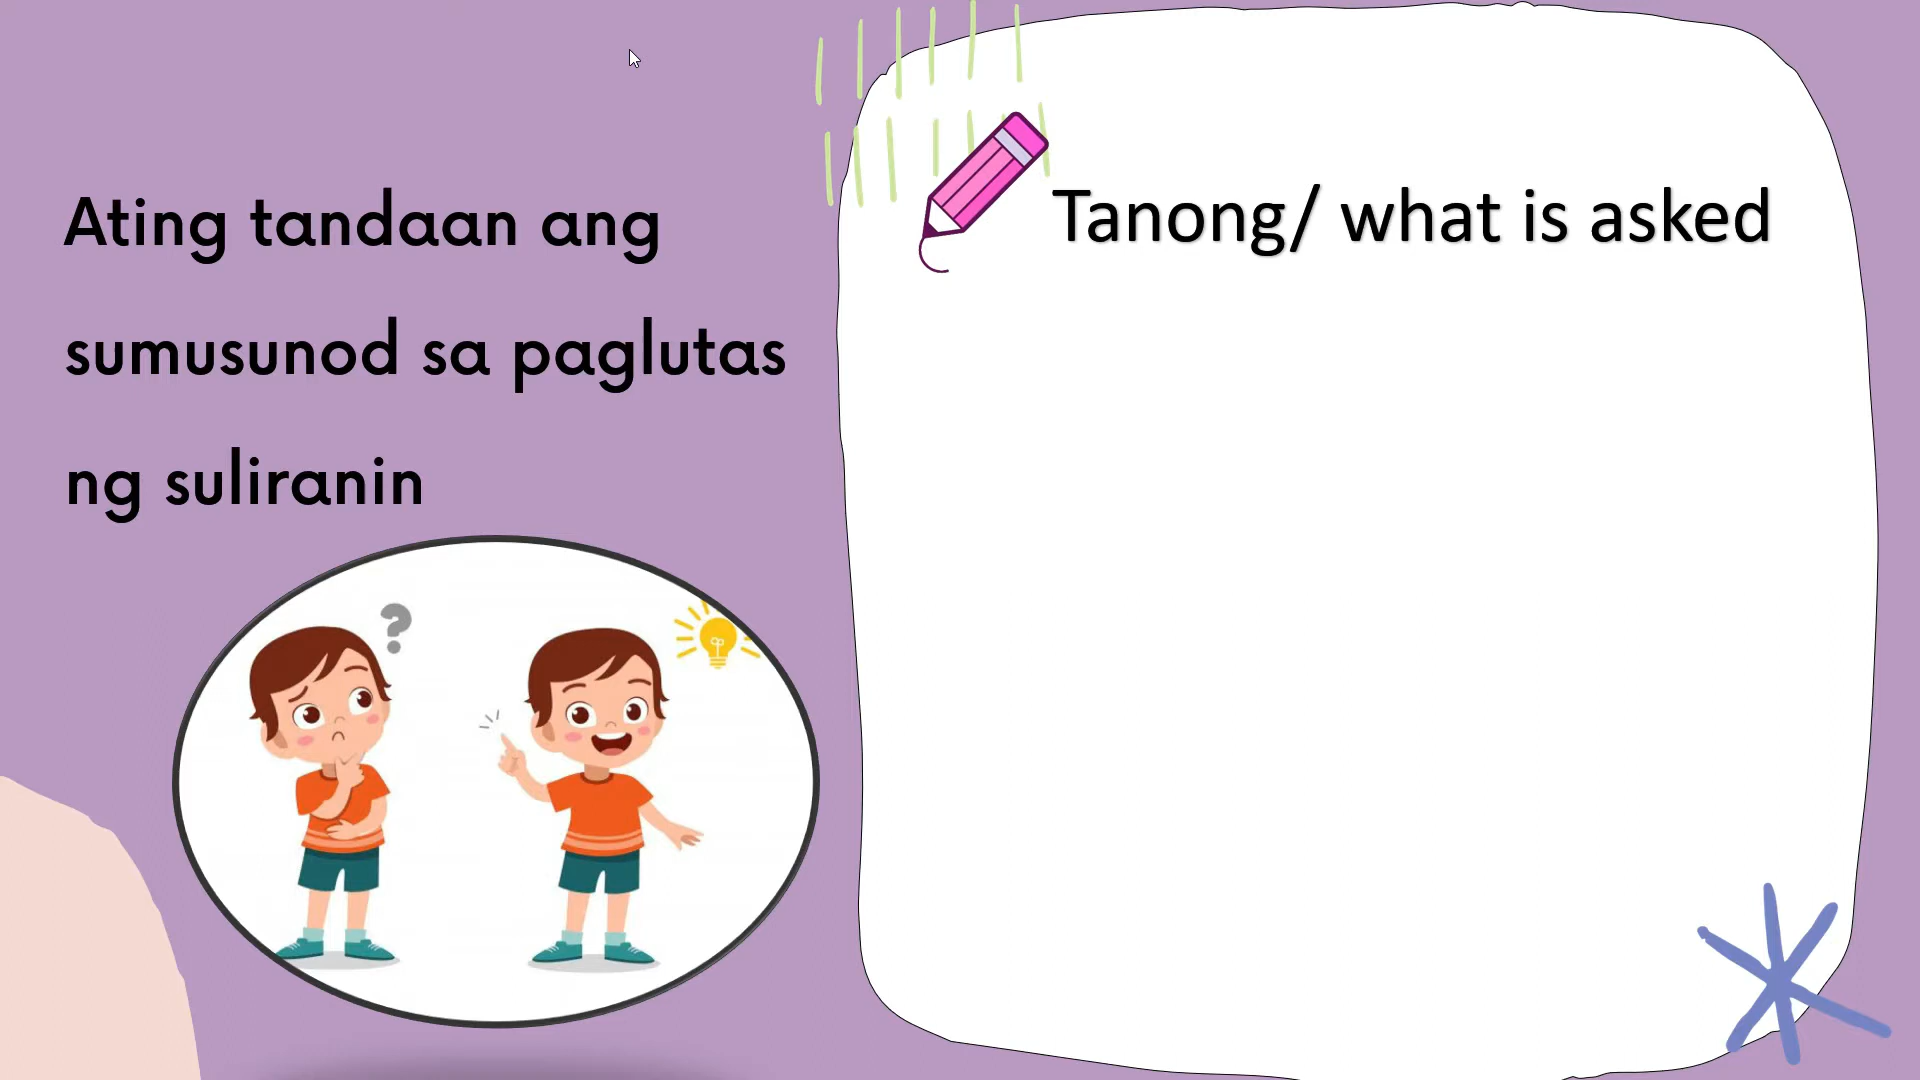 Ating tandaan ang
sumusunod sa paglutas
ng suliranin
Tanong/ what is asked